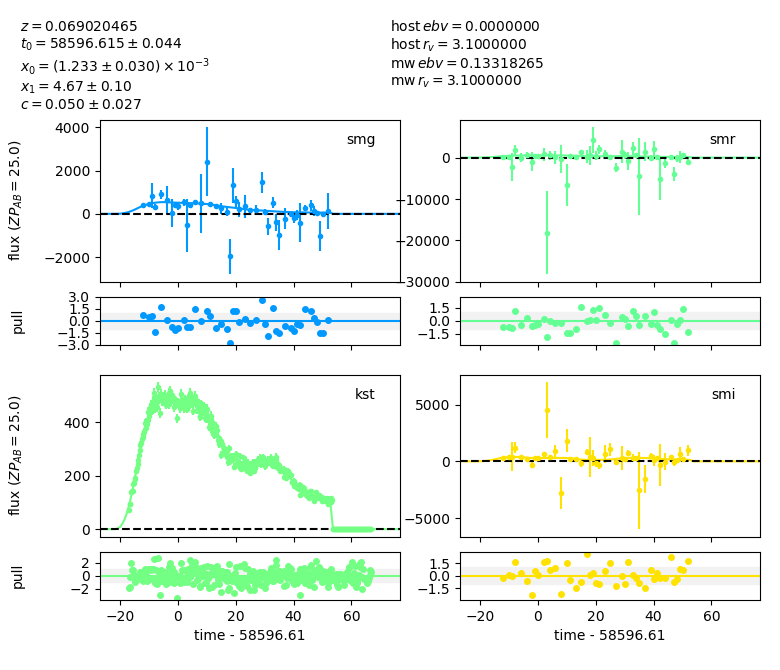 z = 0.069020465
t₀ = 58596.615 ± 0.044
x₀ = (1.233 ± 0.030) × 10⁻³
x₁ = 4.67 ± 0.10
c = 0.050 ± 0.027
host ebv = 0.0000000
host r_v = 3.1000000
mw ebv = 0.13318265
mw r_v = 3.1000000
flux (ZP_AB = 25.0)
4000
2000
0
−2000
smg
0
−10000
−30000
−20000
smr
pull
3.0
1.5
0.0
−1.5
−3.0
1.5
0.0
−1.5
flux (ZP_AB = 25.0)
400
200
0
kst
5000
0
−5000
smi
pull
2
0
−2
1.5
0.0
−1.5
−20 0 20 40 60
−20 0 20 40 60
time - 58596.61
time - 58596.61